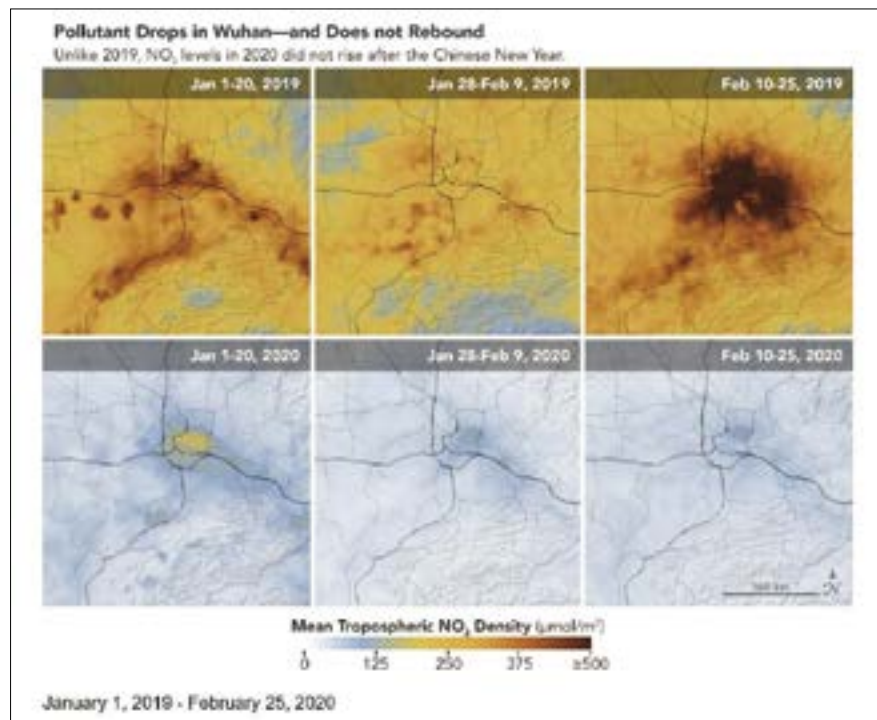 Pollutant Drops in Wuhan—and Does not Rebound
Unlike 2019, NO₂ levels in 2020 did not rise after the Chinese New Year.
Jan 1-20, 2019
Jan 28-Feb 9, 2019
Feb 10-25, 2019
Jan 1-20, 2020
Jan 28-Feb 9, 2020
Feb 10-25, 2020
N
Mean Tropospheric NO₂ Density (μmol/m²)
0 125 250 375 ≥500
January 1, 2019 - February 25, 2020